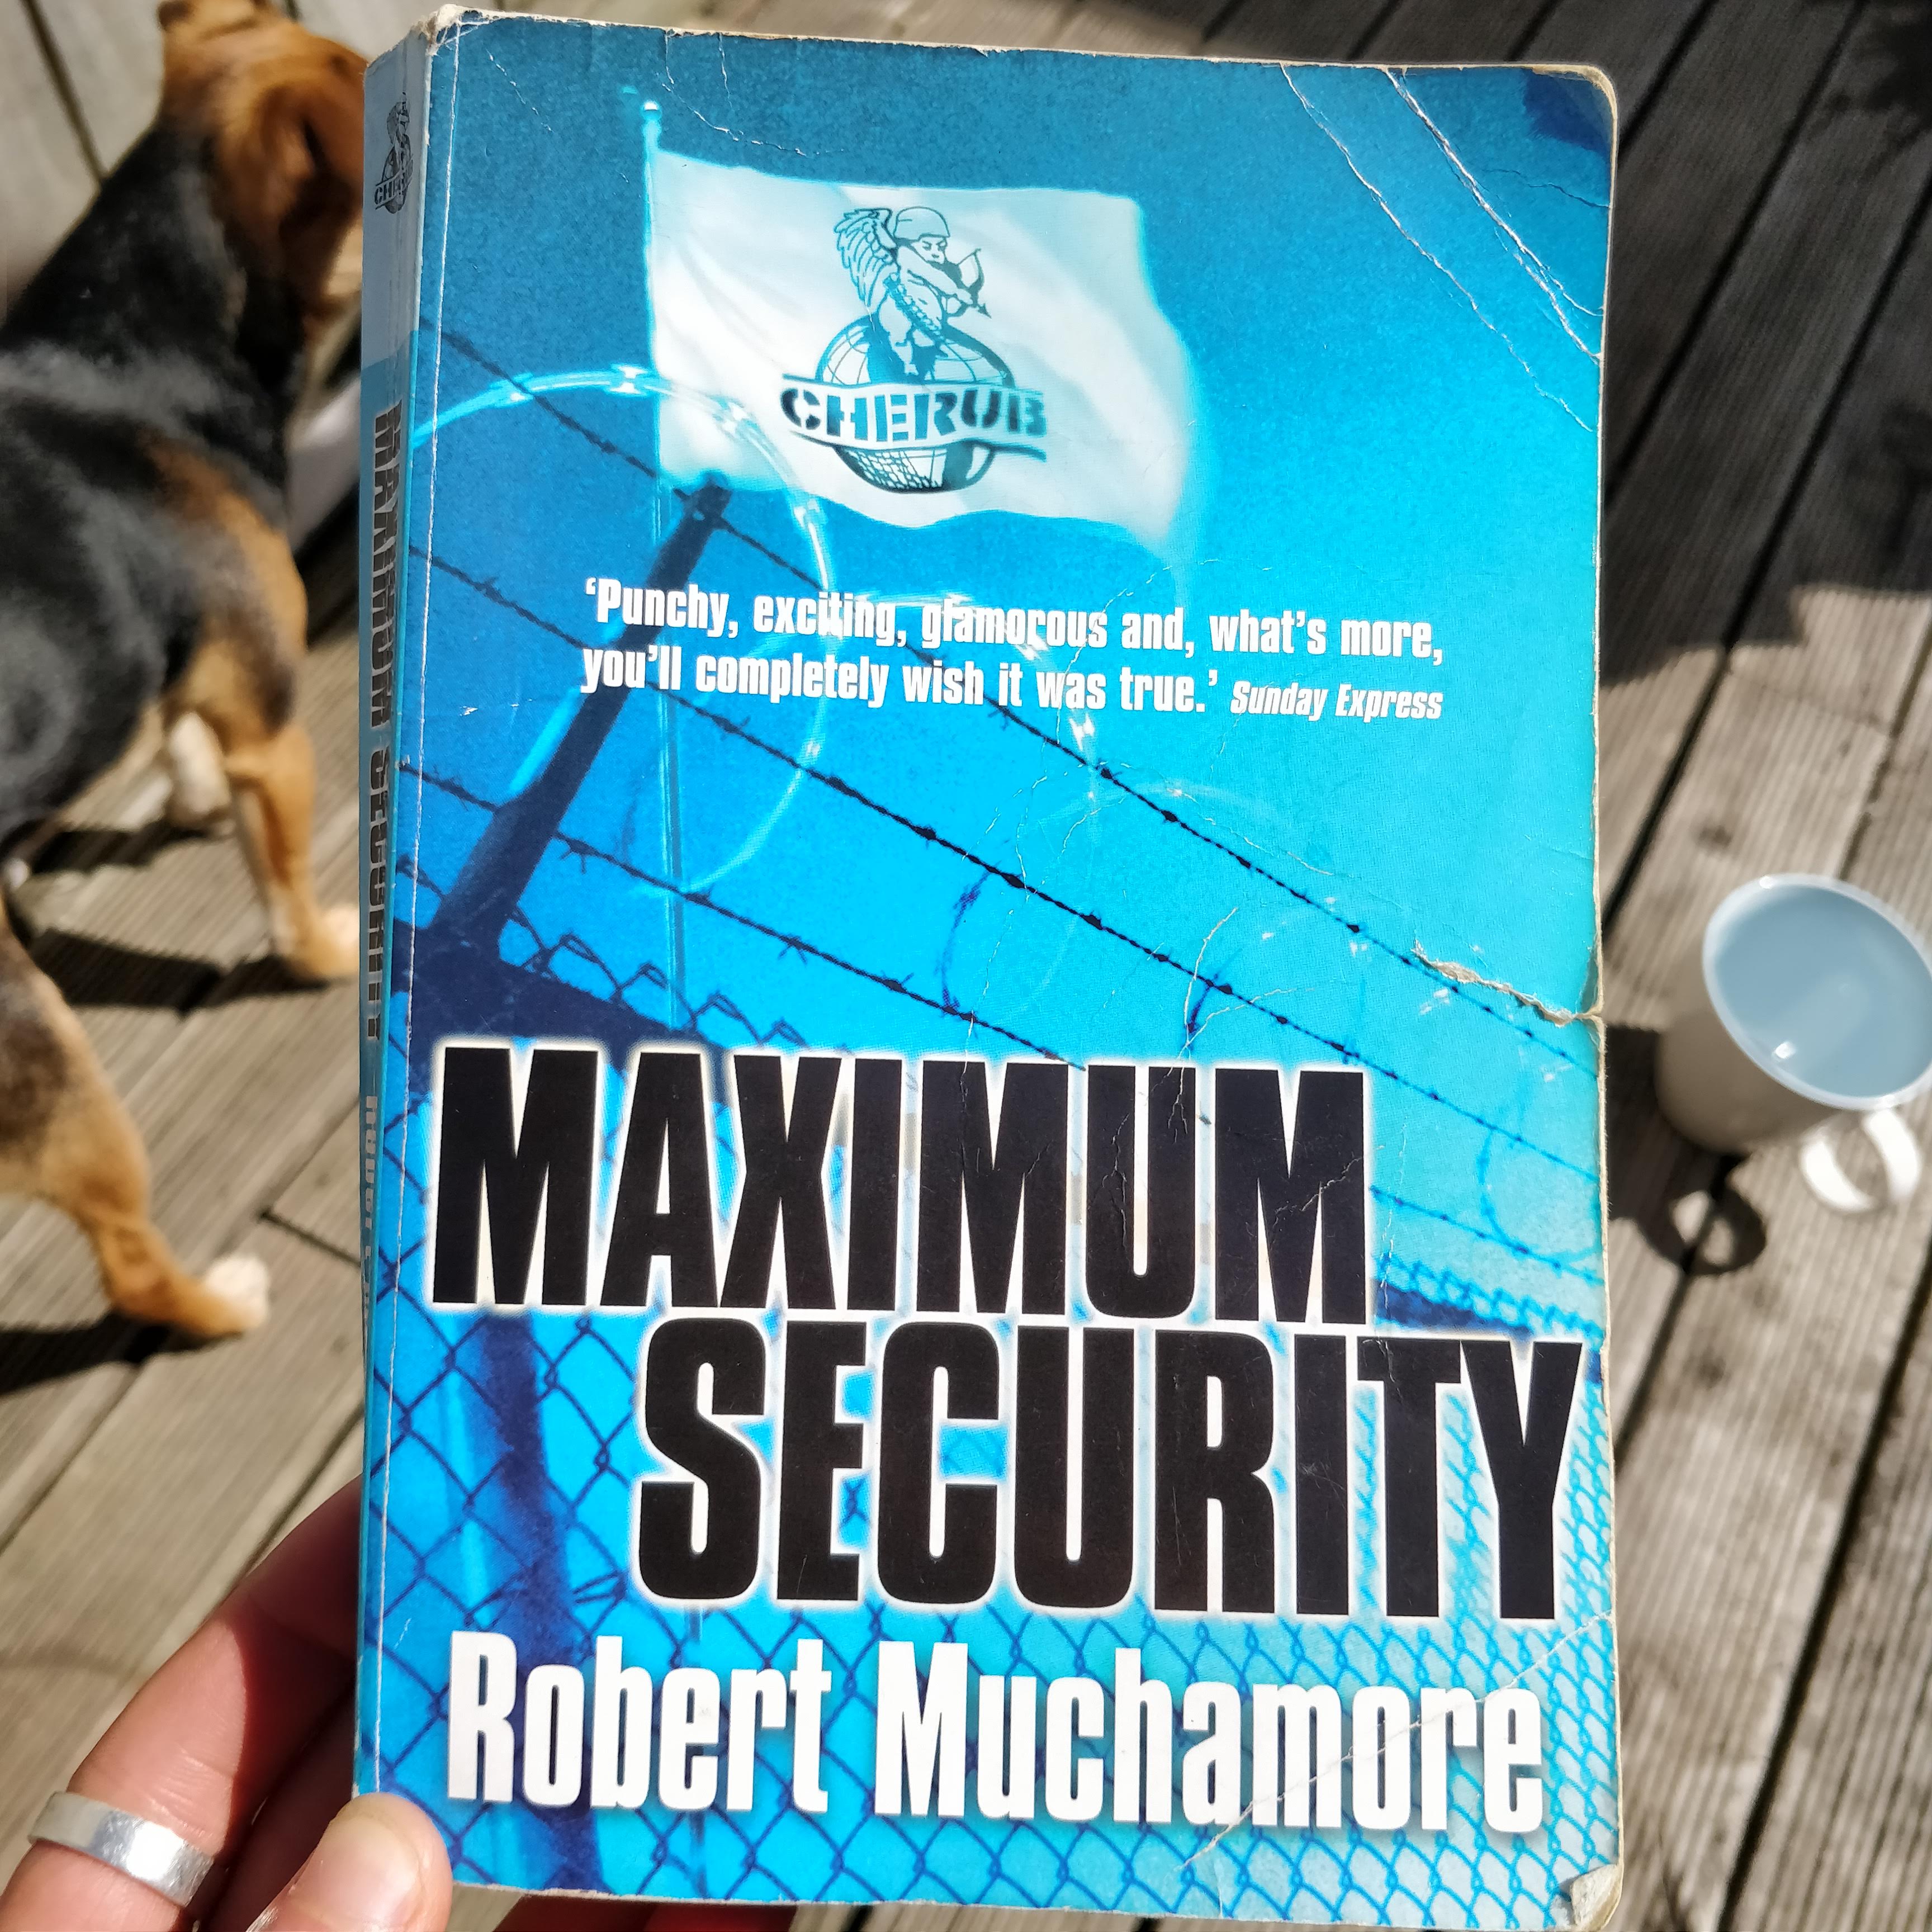 CHERUB
'Punchy, exciting, glamorous and, what's more,
you'll completely wish it was true.' Sunday Express
MAXIMUM
SECURITY
Robert Muchamore
MAXIMUM SECURITY